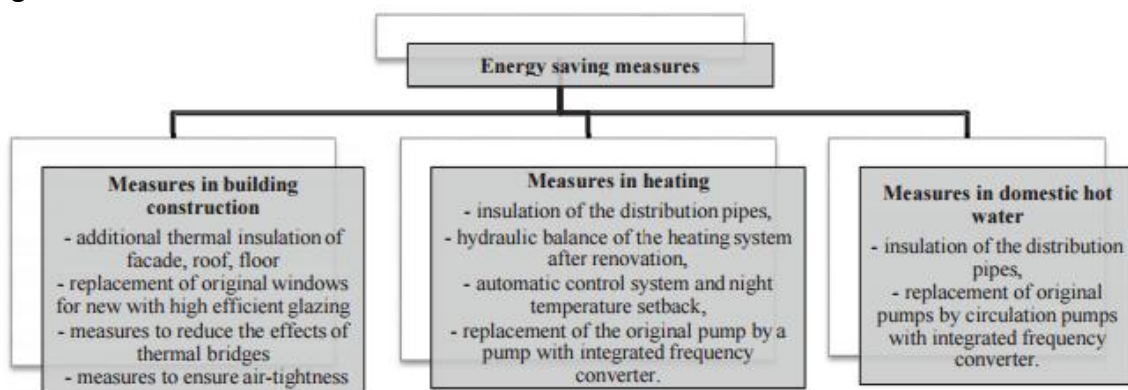 Energy saving measures
Measures in building
construction
- additional thermal insulation of
facade, roof, floor
- replacement of original windows
for new with high efficient glazing
- measures to reduce the effects of
thermal bridges
- measures to ensure air-tightness
Measures in heating
- insulation of the distribution pipes,
- hydraulic balance of the heating system
after renovation,
- automatic control system and night
temperature setback,
- replacement of the original pump by a
pump with integrated frequency
converter.
Measures in domestic hot
water
- insulation of the distribution
pipes,
- replacement of original
pumps by circulation pumps
with integrated frequency
converter.